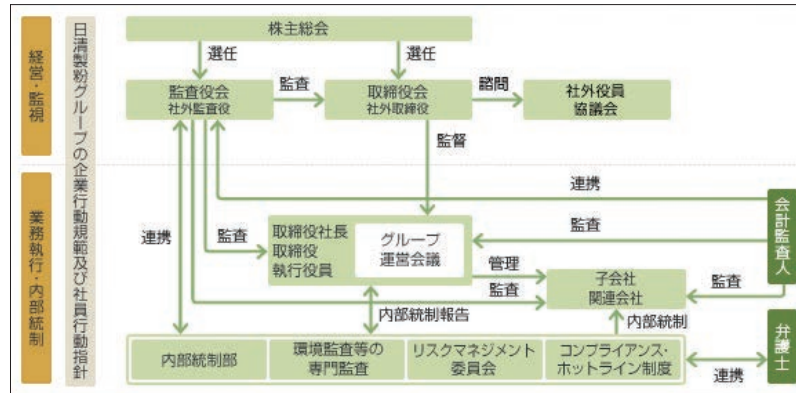 経営・監視
業務執行・内部統制
日清製粉グループの企業行動規範及び社員行動指針
株主総会
選任
選任
監査役会
社外監査役
監査
取締役会
社外取締役
諮問
社外役員
協議会
監督
連携
会計監査人
連携
監査
取締役社長
取締役
執行役員
グループ
運営会議
監査
管理
監査
子会社
関連会社
監査
内部統制報告
内部統制
内部統制部
環境監査等の
専門監査
リスクマネジメント
委員会
コンプライアンス・
ホットライン制度
連携
弁護士